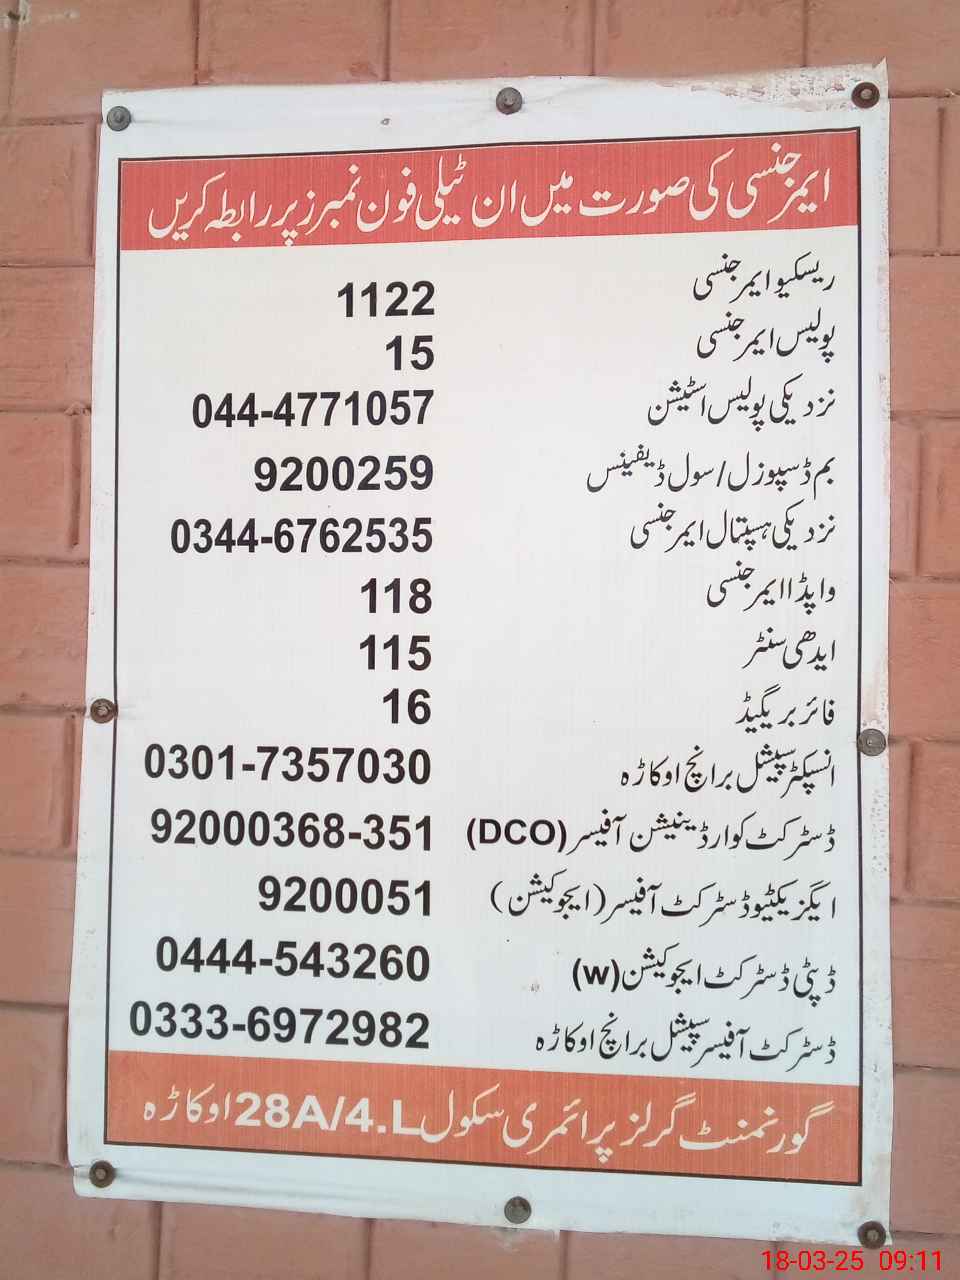 ایمرجنسی کی صورت میں ان ٹیلی فون نمبرز پر رابطہ کریں
ریسکیو ایمرجنسی 1122
پولیس ایمرجنسی 15
نزدیکی پولیس اسٹیشن 044-4771057
بم ڈسپوزل / سول ڈیفینس 9200259
نزدیکی ہسپتال ایمرجنسی 0344-6762535
واپڈا ایمرجنسی 118
ایدھی سنٹر 115
فائر بریگیڈ 16
انسپکٹر سپیشل برانچ اوکاڑہ 0301-7357030
ڈسٹرکٹ کوارڈینیشن آفیسر (DCO) 92000368-351
ایگزیکٹیو ڈسٹرکٹ آفیسر (ایجوکیشن) 9200051
ڈپٹی ڈسٹرکٹ ایجوکیشن (w) 0444-543260
ڈسٹرکٹ آفیسر سپیشل برانچ اوکاڑہ 0333-6972982
گورنمنٹ گرلز پرائمری سکول 28A/4.L اوکاڑہ
18-03-25 09:11